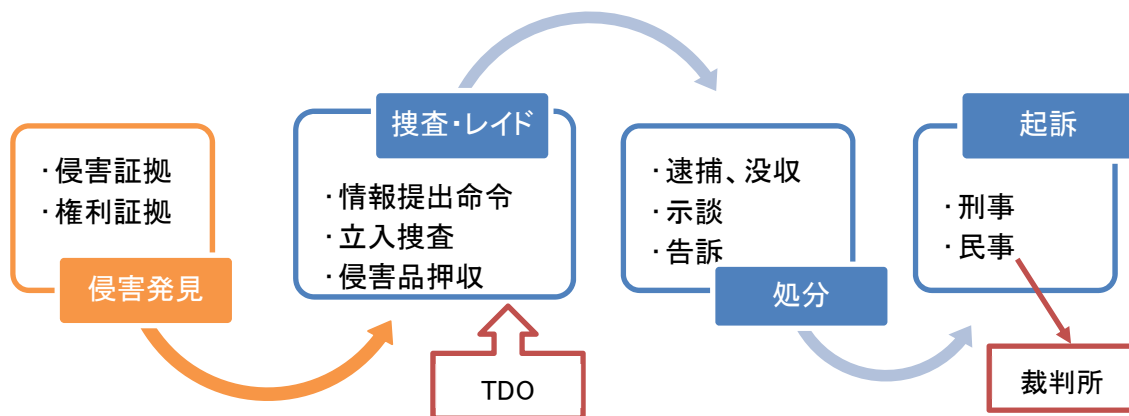 ・侵害証拠
・権利証拠
侵害発見
捜査・レイド
・情報提出命令
・立入捜査
・侵害品押収
TDO
・逮捕、没収
・示談
・告訴
処分
起訴
・刑事
・民事
裁判所